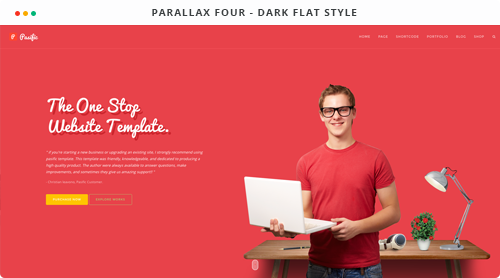 PARALLAX FOUR - DARK FLAT STYLE
Pacific
HOME PAGE SHORTCODES PORTFOLIO BLOG SHOP
The One Stop
Website Template.
" If you're starting a new business or upgrading an existing site, I strongly recommend using
pacific template. This template was friendly, knowledgeable, and dedicated to producing a
high quality product. The author were always available to answer questions, make
improvements, and sometimes they give us amazing support!! "
PURCHASE NOW EXPLORE MORE